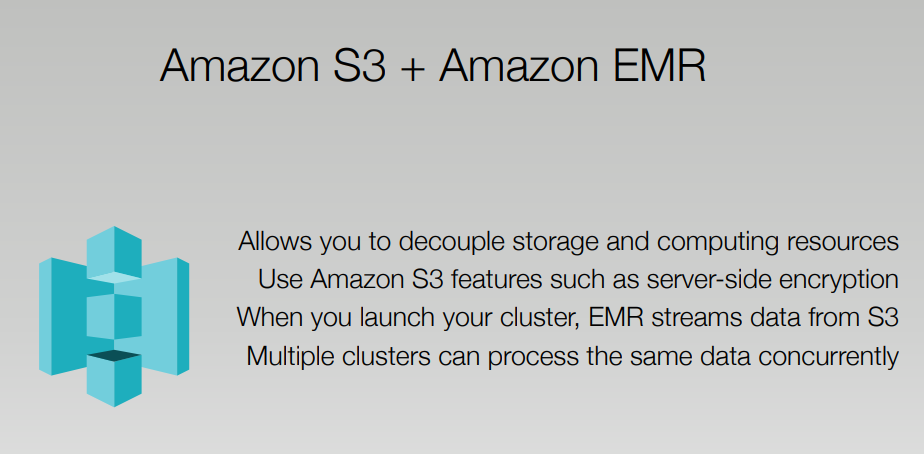 Amazon S3 + Amazon EMR
Allows you to decouple storage and computing resources
Use Amazon S3 features such as server-side encryption
When you launch your cluster, EMR streams data from S3
Multiple clusters can process the same data concurrently